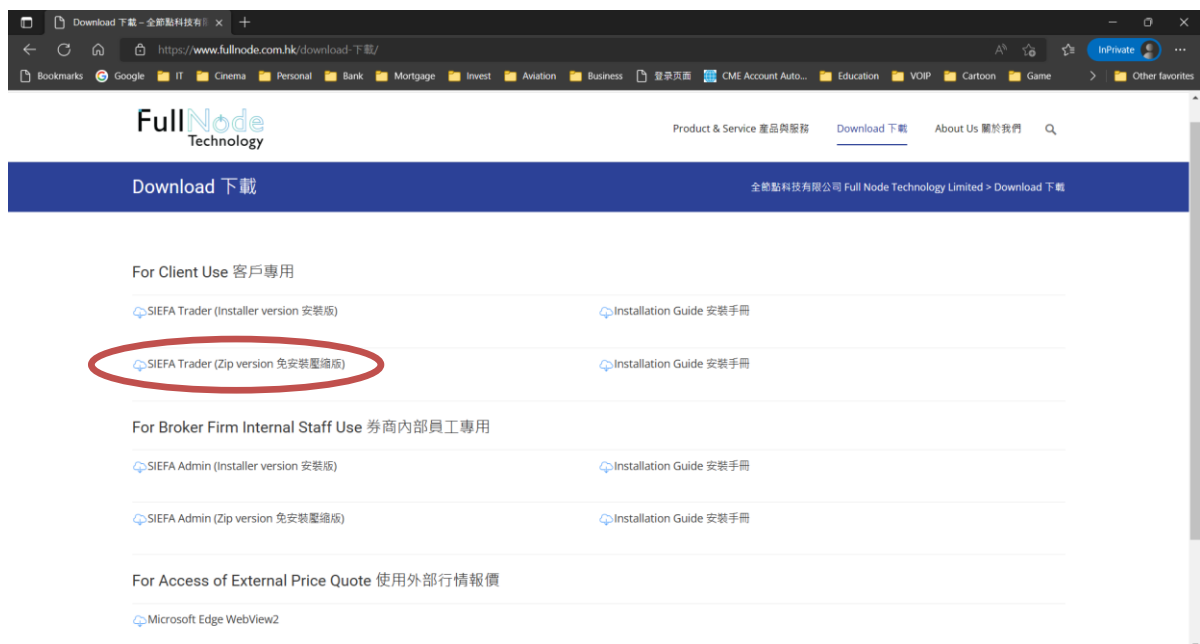 Download 下載 – 全節點科技有
https://www.fullnode.com.hk/download-下載/
InPrivate
Bookmarks Google IT Cinema Personal Bank Mortgage Invest Aviation Business 登录页面 CME Account Auto... Education VOIP Cartoon Game Other favorites
FullNode
Technology
Product & Service 產品與服務 Download 下載 About Us 關於我們
Download 下載
全節點科技有限公司 Full Node Technology Limited > Download 下載
For Client Use 客戶專用
SIEFA Trader (Installer version 安裝版) Installation Guide 安裝手冊
SIEFA Trader (Zip version 免安裝壓縮版) Installation Guide 安裝手冊
For Broker Firm Internal Staff Use 券商內部員工專用
SIEFA Admin (Installer version 安裝版) Installation Guide 安裝手冊
SIEFA Admin (Zip version 免安裝壓縮版) Installation Guide 安裝手冊
For Access of External Price Quote 使用外部行情報價
Microsoft Edge WebView2